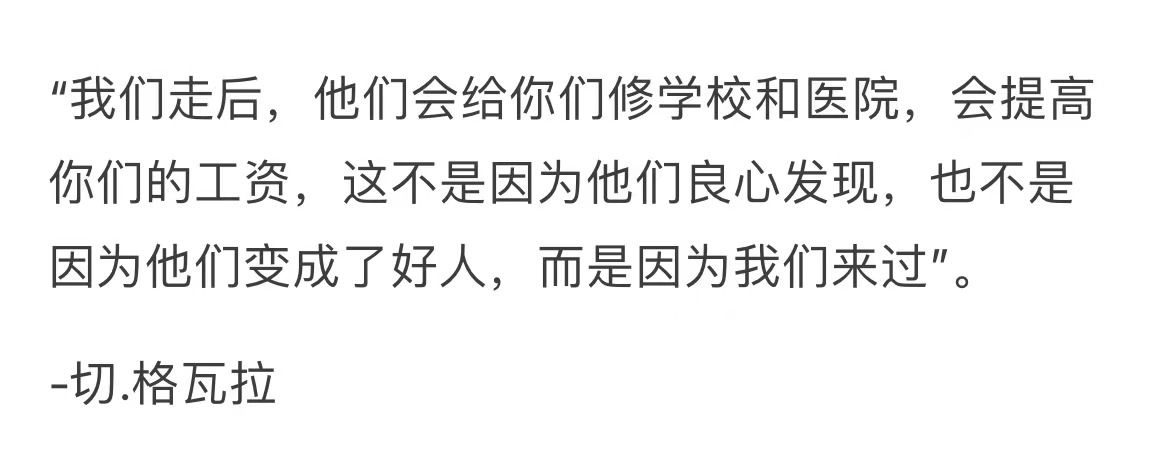 "我们走后，他们会给你们修学校和医院，会提高
你们的工资，这不是因为他们良心发现，也不是
因为他们变成了好人，而是因为我们来过"。
-切.格瓦拉